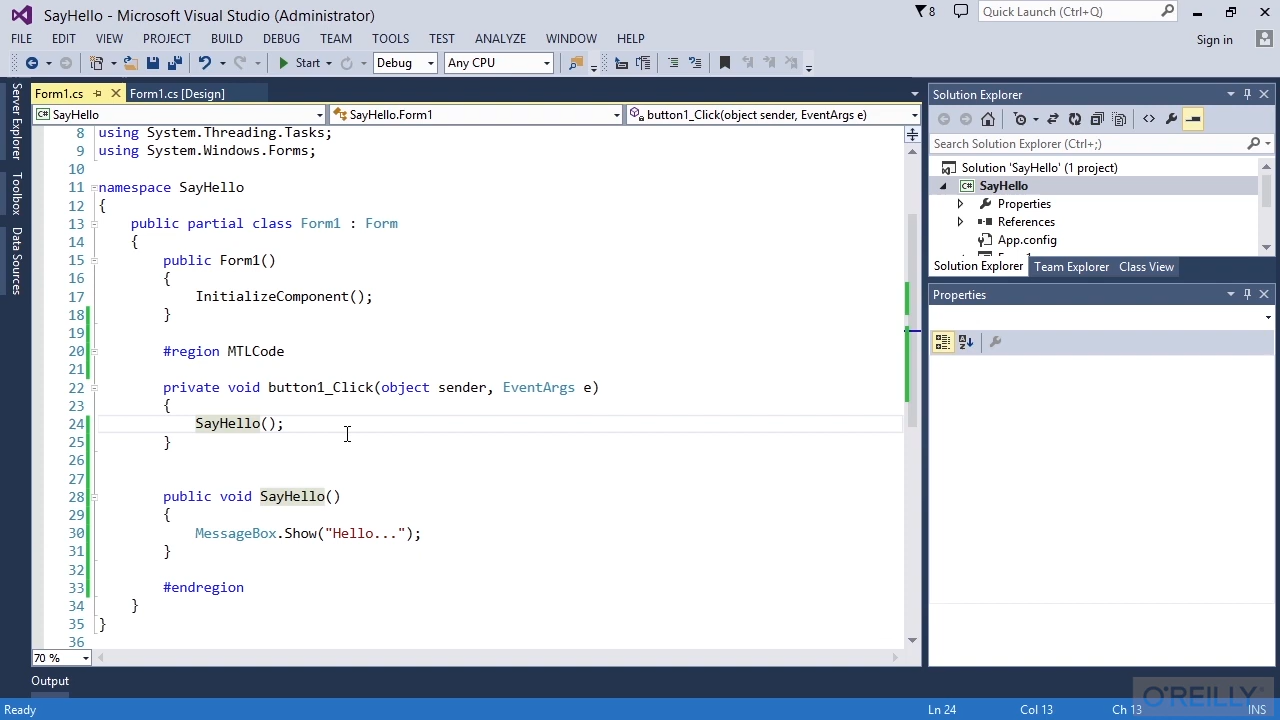 SayHello - Microsoft Visual Studio (Administrator)
8
Quick Launch (Ctrl+Q)
FILE EDIT VIEW PROJECT BUILD DEBUG TEAM TOOLS TEST ANALYZE WINDOW HELP
Sign in
Start Debug Any CPU
Server Explorer
Toolbox
Data Sources
Form1.cs Form1.cs [Design]
SayHello SayHello.Form1 button1_Click(object sender, EventArgs e)
8 using System.Threading.Tasks;
9 using System.Windows.Forms;
10
11 namespace SayHello
12 {
13 public partial class Form1 : Form
14 {
15 public Form1()
16 {
17 InitializeComponent();
18 }
19
20 #region MTLCode
21
22 private void button1_Click(object sender, EventArgs e)
23 {
24 SayHello();
25 }
26
27
28 public void SayHello()
29 {
30 MessageBox.Show("Hello...");
31 }
32
33 #endregion
34 }
35 }
36
70 %
Solution Explorer
Search Solution Explorer (Ctrl+;)
Solution 'SayHello' (1 project)
SayHello
Properties
References
App.config
Solution Explorer Team Explorer Class View
Properties
Output
Ready
Ln 24 Col 13 Ch 13 INS
O'REILLY